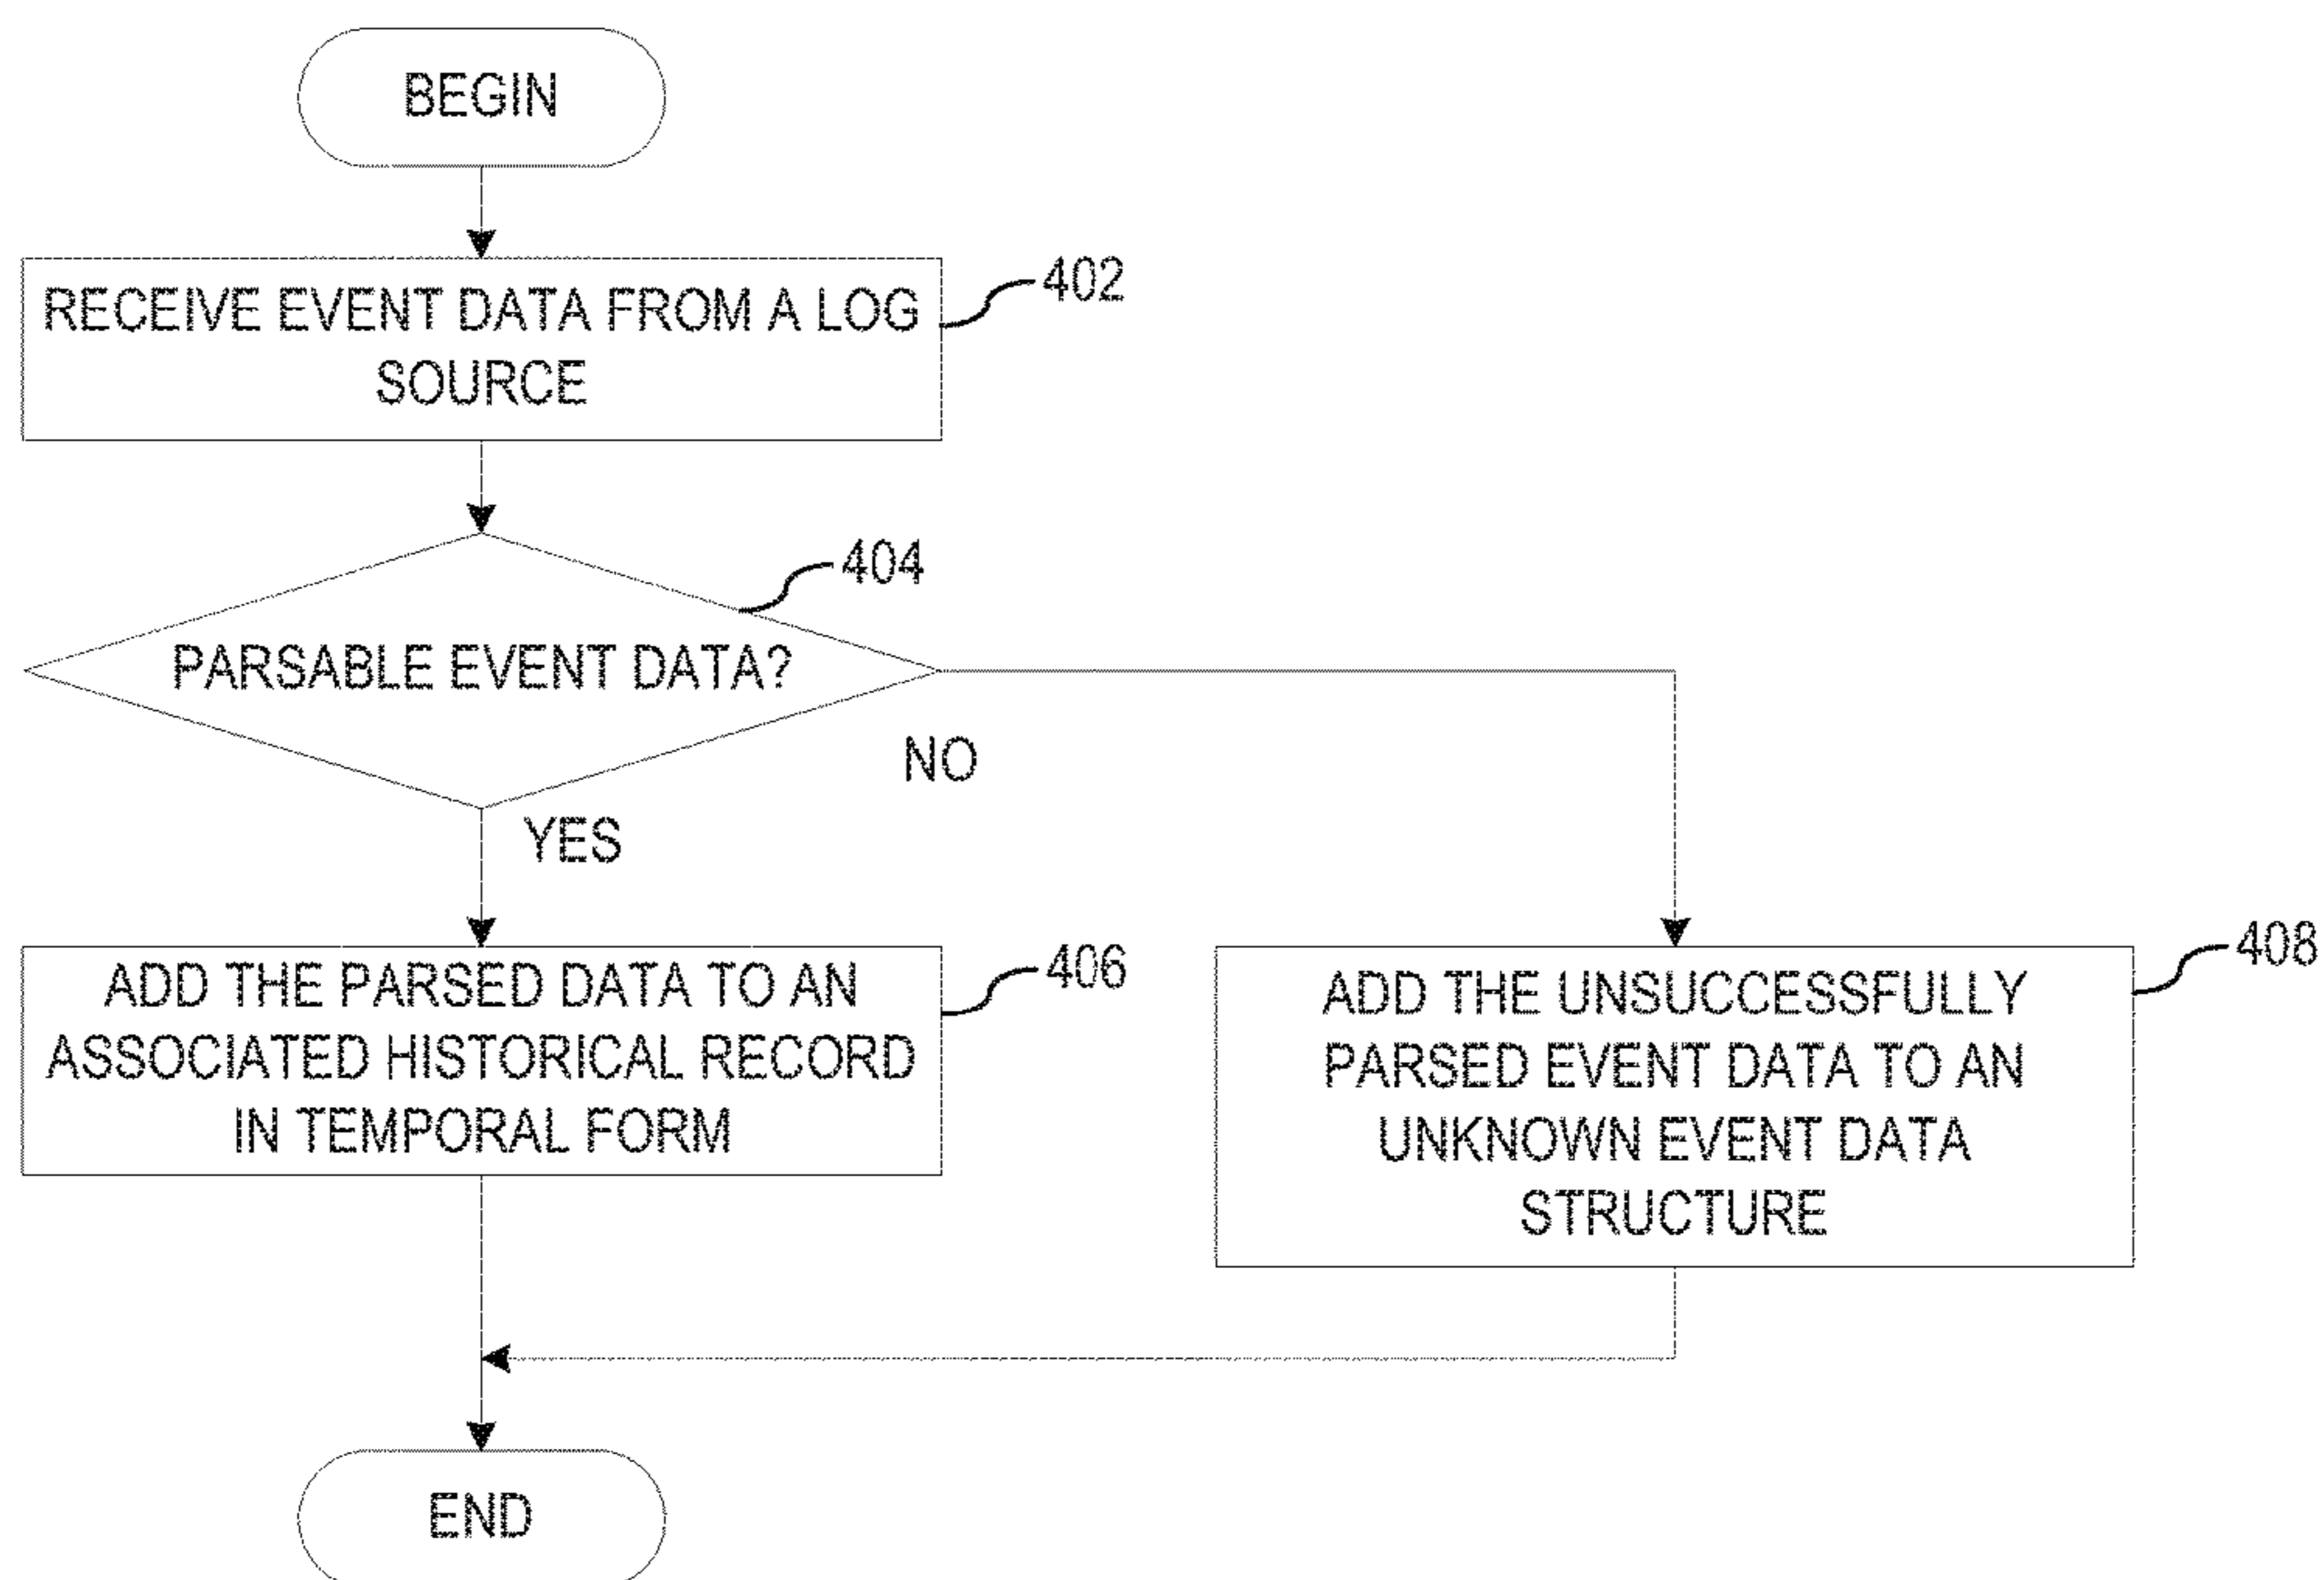 BEGIN
RECEIVE EVENT DATA FROM A LOG
SOURCE
402
404
PARSABLE EVENT DATA?
NO
YES
ADD THE PARSED DATA TO AN
ASSOCIATED HISTORICAL RECORD
IN TEMPORAL FORM
406
ADD THE UNSUCCESSFULLY
PARSED EVENT DATA TO AN
UNKNOWN EVENT DATA
STRUCTURE
408
END